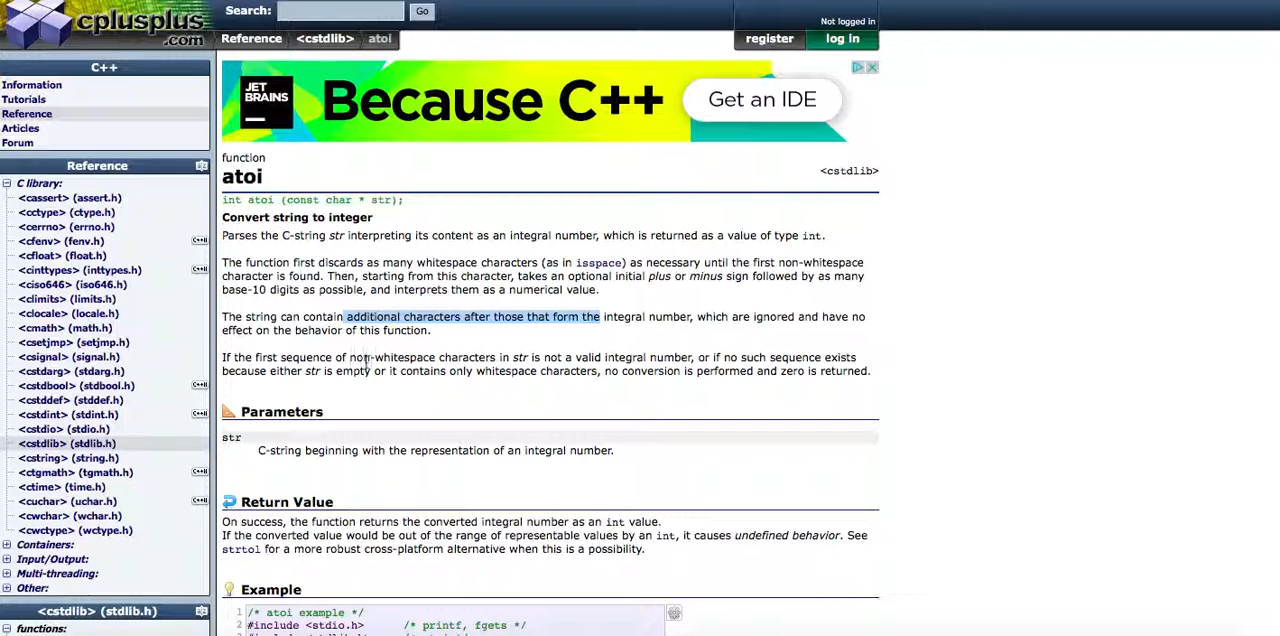 cplusplus
.com
Search:
Go
Reference
<cstdlib>
atoi
Not logged in
register
log in
C++
Information
Tutorials
Reference
Articles
Forum
Reference
C library:
<cassert> (assert.h)
<cctype> (ctype.h)
<cerrno> (errno.h)
<cfenv> (fenv.h)
<cfloat> (float.h)
<cinttypes> (inttypes.h)
<ciso646> (iso646.h)
<climits> (limits.h)
<clocale> (locale.h)
<cmath> (math.h)
<csetjmp> (setjmp.h)
<csignal> (signal.h)
<cstdarg> (stdarg.h)
<cstdbool> (stdbool.h)
<cstddef> (stddef.h)
<cstdint> (stdint.h)
<cstdio> (stdio.h)
<cstdlib> (stdlib.h)
<cstring> (string.h)
<ctgmath> (tgmath.h)
<ctime> (time.h)
<cuchar> (uchar.h)
<cwchar> (wchar.h)
<cwctype> (wctype.h)
Containers:
Input/Output:
Multi-threading:
Other:
<cstdlib> (stdlib.h)
functions:
JET
BRAINS
Because C++
Get an IDE
function
atoi
<cstdlib>
int atoi (const char * str);
Convert string to integer
Parses the C-string str interpreting its content as an integral number, which is returned as a value of type int.
The function first discards as many whitespace characters (as in isspace) as necessary until the first non-whitespace
character is found. Then, starting from this character, takes an optional initial plus or minus sign followed by as many
base-10 digits as possible, and interprets them as a numerical value.
The string can contain additional characters after those that form the integral number, which are ignored and have no
effect on the behavior of this function.
If the first sequence of non-whitespace characters in str is not a valid integral number, or if no such sequence exists
because either str is empty or it contains only whitespace characters, no conversion is performed and zero is returned.
Parameters
str
C-string beginning with the representation of an integral number.
Return Value
On success, the function returns the converted integral number as an int value.
If the converted value would be out of the range of representable values by an int, it causes undefined behavior. See
strtol for a more robust cross-platform alternative when this is a possibility.
Example
1 /* atoi example */
2 #include <stdio.h> /* printf, fgets */